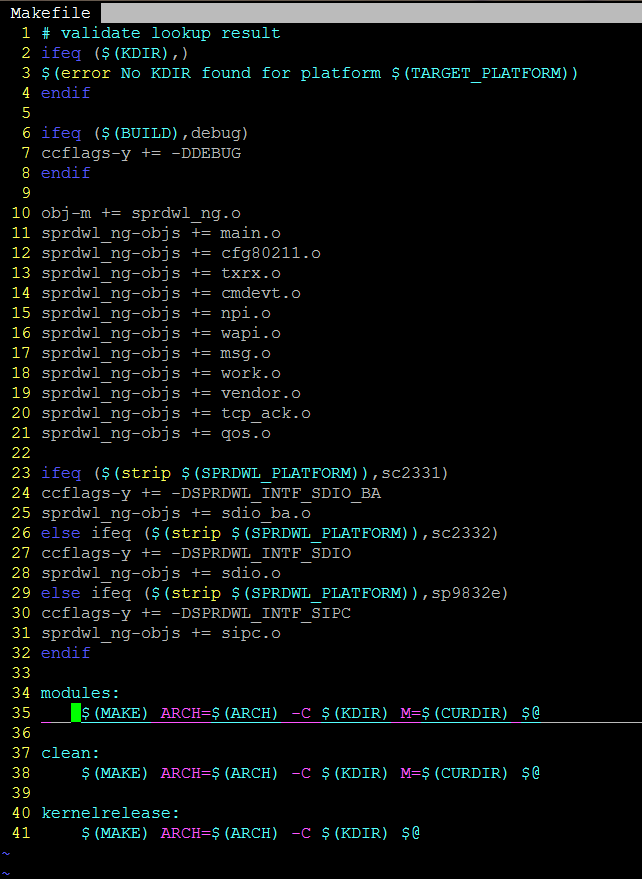 Makefile
1 # validate lookup result
2 ifeq ($(KDIR),)
3 $(error No KDIR found for platform $(TARGET_PLATFORM))
4 endif
5
6 ifeq ($(BUILD),debug)
7 ccflags-y += -DDEBUG
8 endif
9
10 obj-m += sprdwl_ng.o
11 sprdwl_ng-objs += main.o
12 sprdwl_ng-objs += cfg80211.o
13 sprdwl_ng-objs += txrx.o
14 sprdwl_ng-objs += cmdevt.o
15 sprdwl_ng-objs += npi.o
16 sprdwl_ng-objs += wapi.o
17 sprdwl_ng-objs += msg.o
18 sprdwl_ng-objs += work.o
19 sprdwl_ng-objs += vendor.o
20 sprdwl_ng-objs += tcp_ack.o
21 sprdwl_ng-objs += qos.o
22
23 ifeq ($(strip $(SPRDWL_PLATFORM)),sc2331)
24 ccflags-y += -DSPRDWL_INTF_SDIO_BA
25 sprdwl_ng-objs += sdio_ba.o
26 else ifeq ($(strip $(SPRDWL_PLATFORM)),sc2332)
27 ccflags-y += -DSPRDWL_INTF_SDIO
28 sprdwl_ng-objs += sdio.o
29 else ifeq ($(strip $(SPRDWL_PLATFORM)),sp9832e)
30 ccflags-y += -DSPRDWL_INTF_SIPC
31 sprdwl_ng-objs += sipc.o
32 endif
33
34 modules:
35     $(MAKE) ARCH=$(ARCH) -C $(KDIR) M=$(CURDIR) $@
36
37 clean:
38     $(MAKE) ARCH=$(ARCH) -C $(KDIR) M=$(CURDIR) $@
39
40 kernelrelease:
41     $(MAKE) ARCH=$(ARCH) -C $(KDIR) $@
~
~